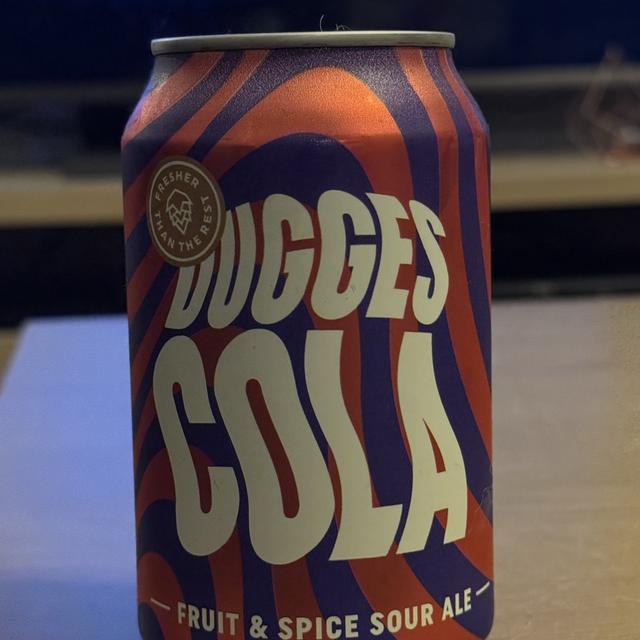 FRESHER
THAN THE REST
DUGGES
COLA
FRUIT & SPICE SOUR ALE